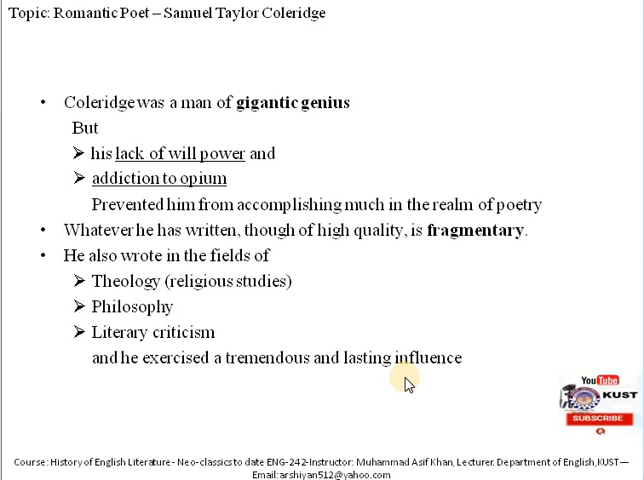 Topic: Romantic Poet – Samuel Taylor Coleridge
• Coleridge was a man of gigantic genius
But
➢ his lack of will power and
➢ addiction to opium
Prevented him from accomplishing much in the realm of poetry
• Whatever he has written, though of high quality, is fragmentary.
• He also wrote in the fields of
➢ Theology (religious studies)
➢ Philosophy
➢ Literary criticism
and he exercised a tremendous and lasting influence
YouTube
KUST
SUBSCRIBE
Course: History of English Literature - Neo-classics to date ENG-242-Instructor: Muhammad Asif Khan, Lecturer. Department of English,KUST—
Email:arshiyan512@yahoo.com